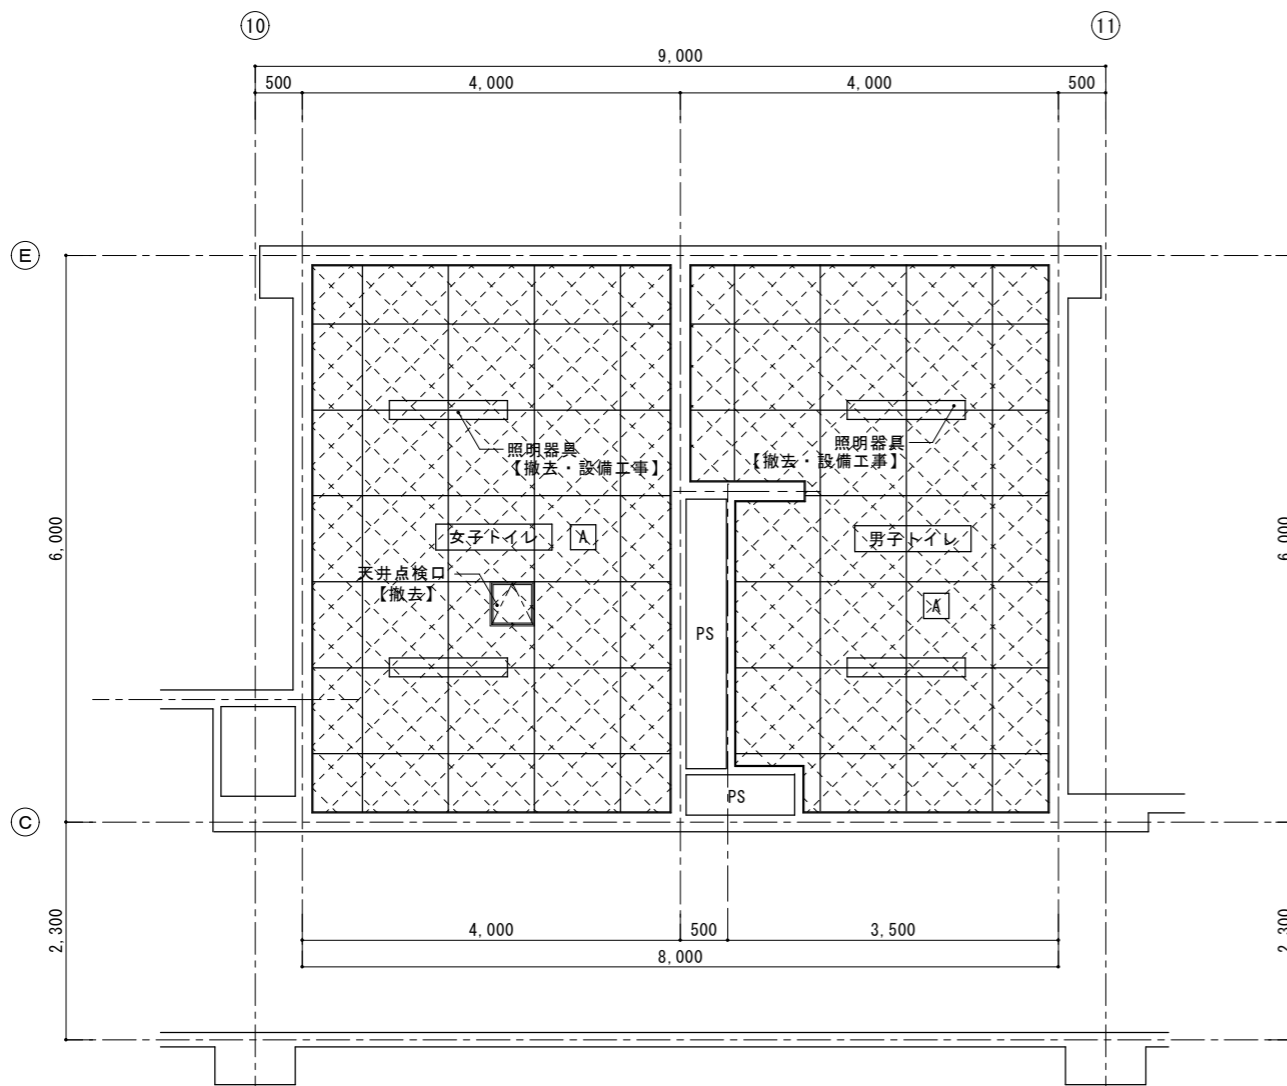 10
11
9,000
500
4,000
4,000
500
E
照明器具
【撤去・設備工事】
照明器具
【撤去・設備工事】
6,000
6,000
女子トイレ
A
男子トイレ
天井点検口
【撤去】
A
PS
PS
C
2,300
2,300
4,000
500
3,500
8,000